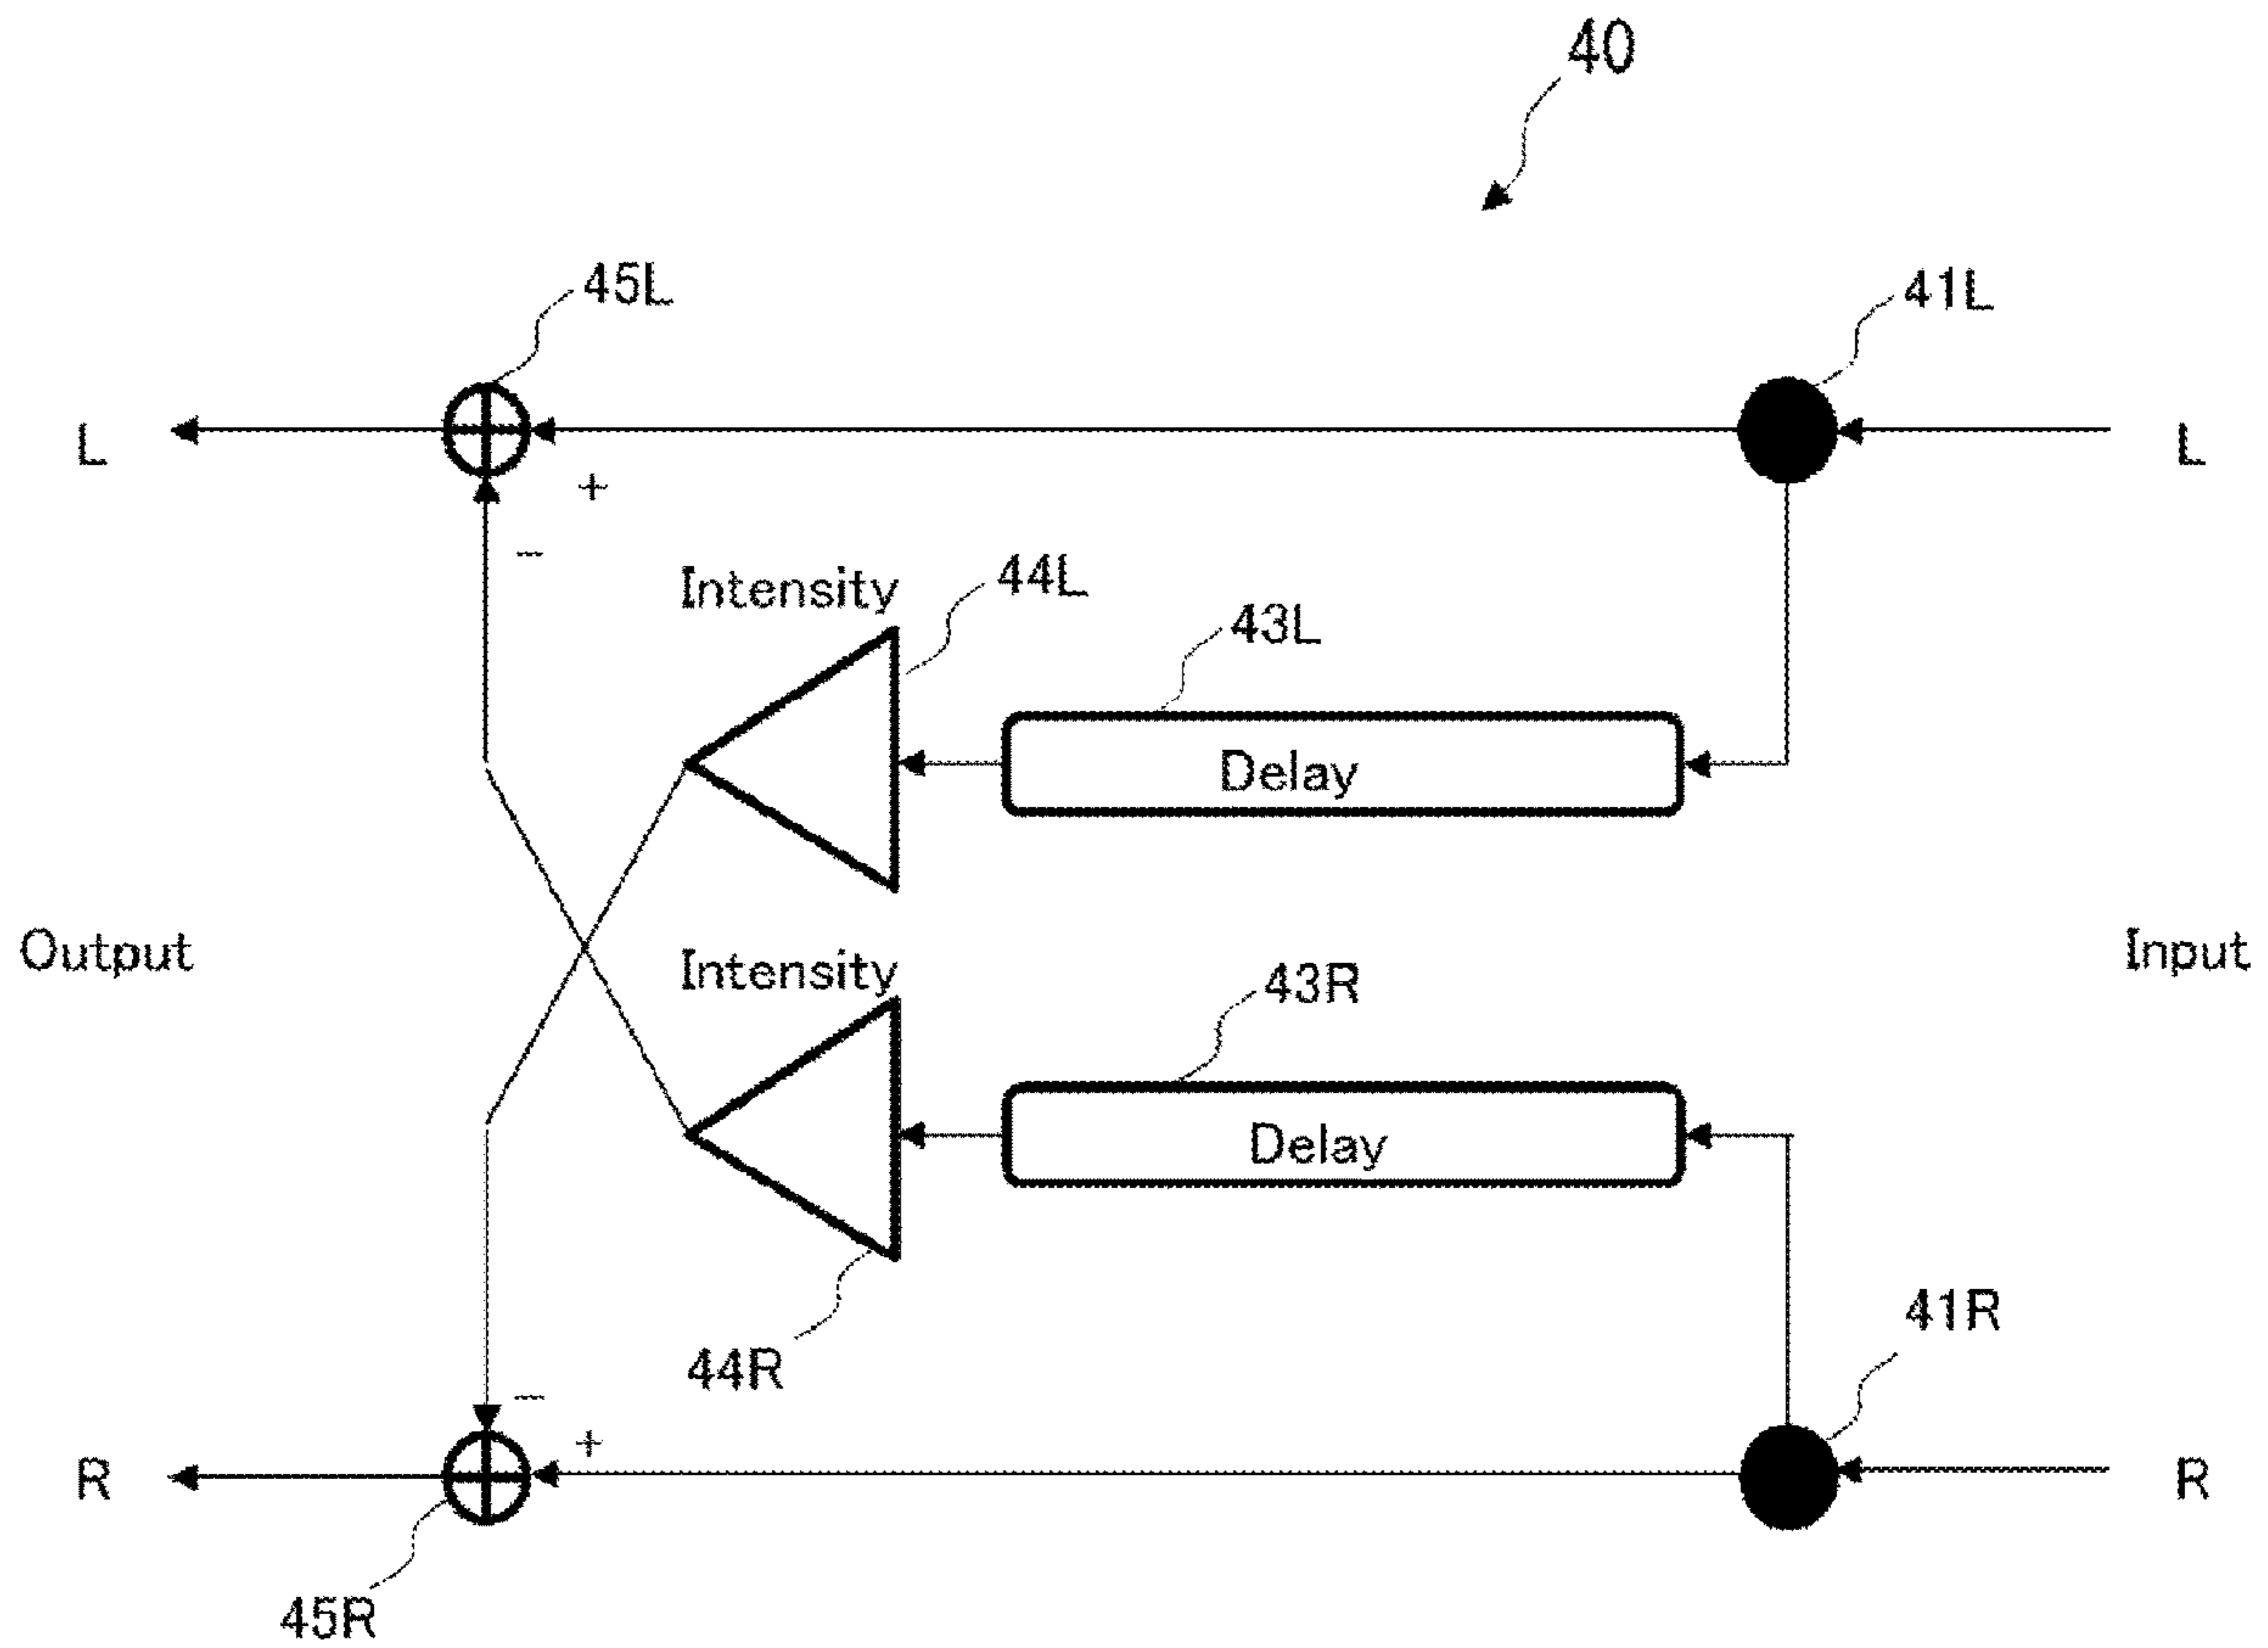 40
45L
41L
L
L
+
−
Intensity
44L
43L
Delay
Output
Input
Intensity
43R
Delay
41R
44R
−
+
R
R
45R